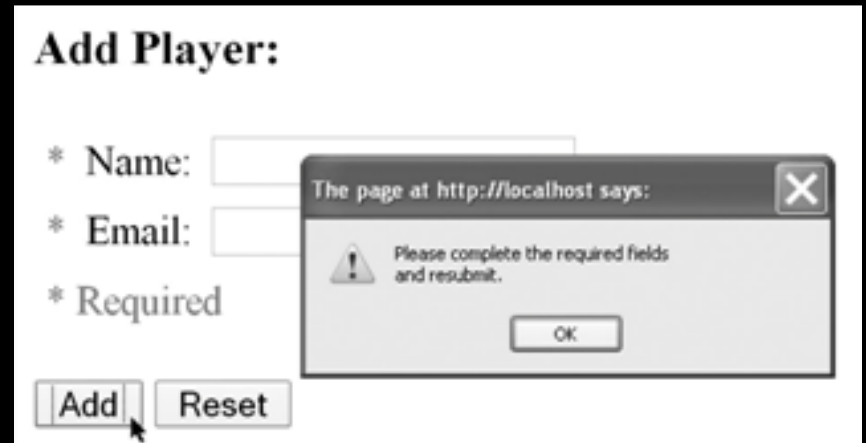 Add Player:
* Name:
* Email:
* Required
The page at http://localhost says:
Please complete the required fields
and resubmit.
OK
Add Reset